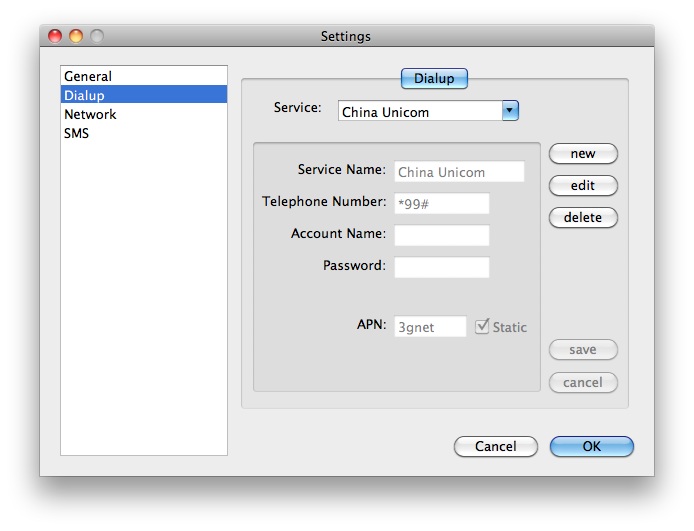 Settings
General
Dialup
Network
SMS
Dialup
Service: China Unicom
new
edit
delete
Service Name: China Unicom
Telephone Number: *99#
Account Name:
Password:
APN: 3gnet Static
save
cancel
Cancel OK